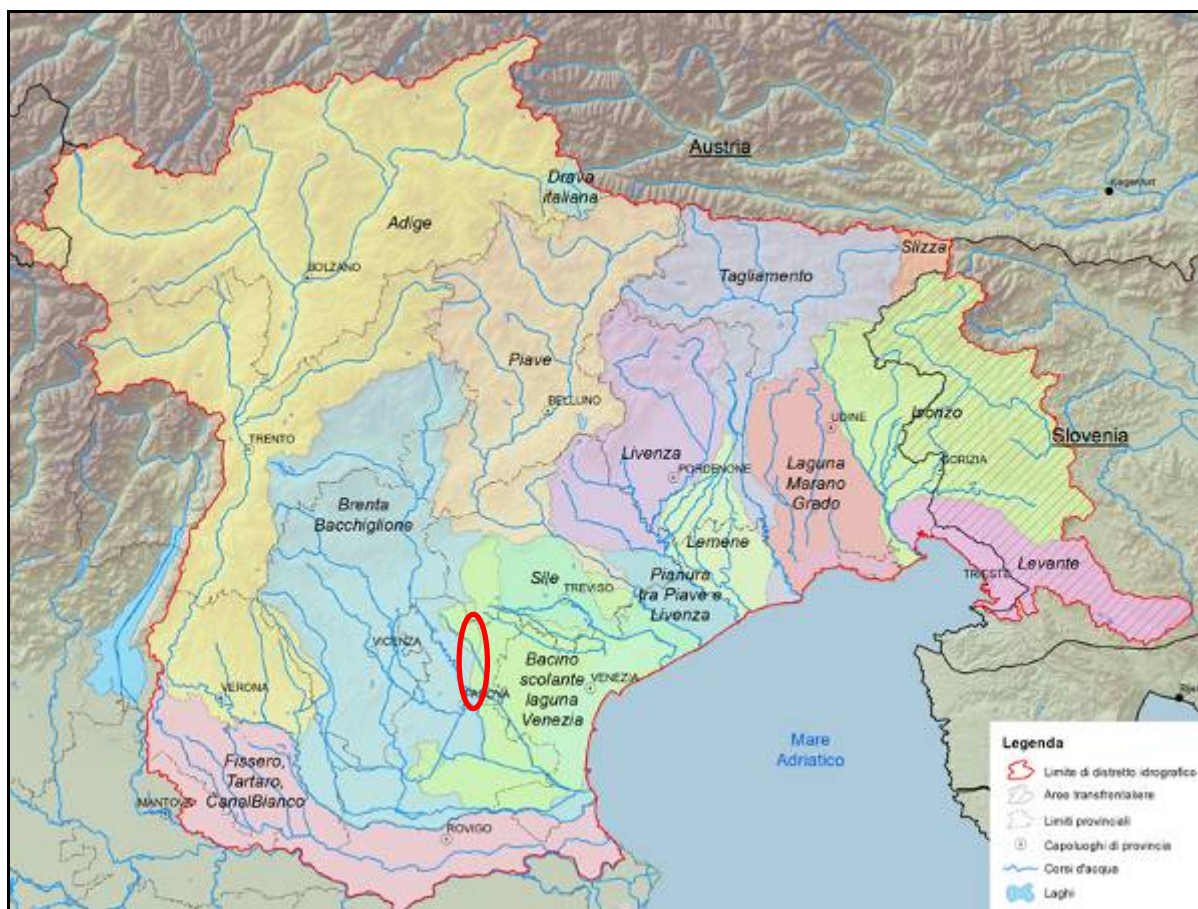 Austria
Klagenfurt
Drava
italiana
Adige
Slizza
Tagliamento
BOLZANO
Piave
BELLUNO
UDINE
Isonzo
Slovenia
TRENTO
Livenza
PORDENONE
GORIZIA
Laguna
Marano
Grado
Brenta
Bacchiglione
Lemene
Levante
TRIESTE
Sile
TREVISO
Pianura
tra Piave e
Livenza
VICENZA
Bacino
scolante
laguna
Venezia
VENEZIA
PADOVA
VERONA
Mare
Adriatico
Fissero,
Tartaro,
CanalBianco
MANTOVA
ROVIGO
Legenda
Limite di distretto idrografico
Aree transfrontaliere
Limiti provinciali
Capoluoghi di provincia
Corsi d'acqua
Laghi